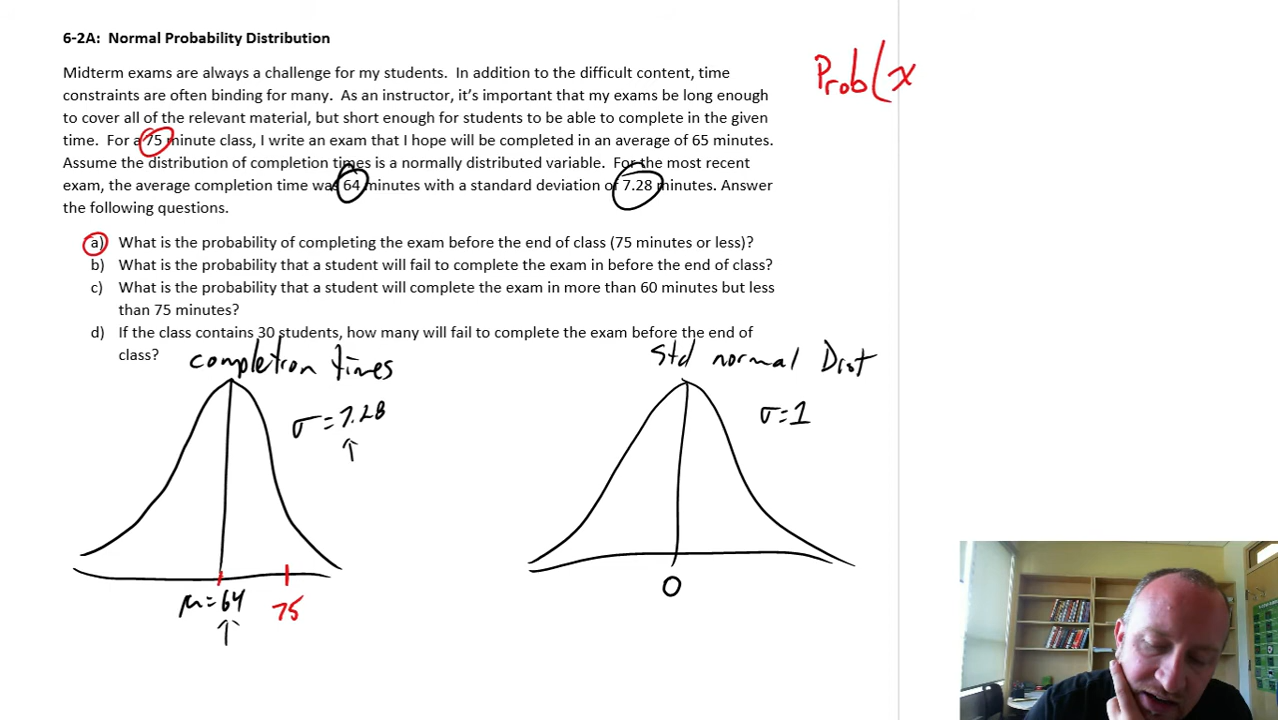 6-2A: Normal Probability Distribution
Prob(x
Midterm exams are always a challenge for my students. In addition to the difficult content, time
constraints are often binding for many. As an instructor, it's important that my exams be long enough
to cover all of the relevant material, but short enough for students to be able to complete in the given
time. For a 75 minute class, I write an exam that I hope will be completed in an average of 65 minutes.
Assume the distribution of completion times is a normally distributed variable. For the most recent
exam, the average completion time was 64 minutes with a standard deviation of 7.28 minutes. Answer
the following questions.
a) What is the probability of completing the exam before the end of class (75 minutes or less)?
b) What is the probability that a student will fail to complete the exam in before the end of class?
c) What is the probability that a student will complete the exam in more than 60 minutes but less
than 75 minutes?
d) If the class contains 30 students, how many will fail to complete the exam before the end of
class?
completion times
σ=7.28
μ=64
75
Std normal Dist
σ=1
0